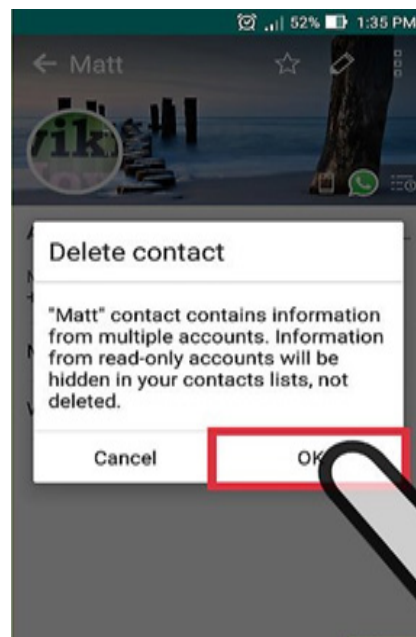 52% 1:35 PM
Matt
Delete contact
"Matt" contact contains information
from multiple accounts. Information
from read-only accounts will be
hidden in your contacts lists, not
deleted.
Cancel
OK